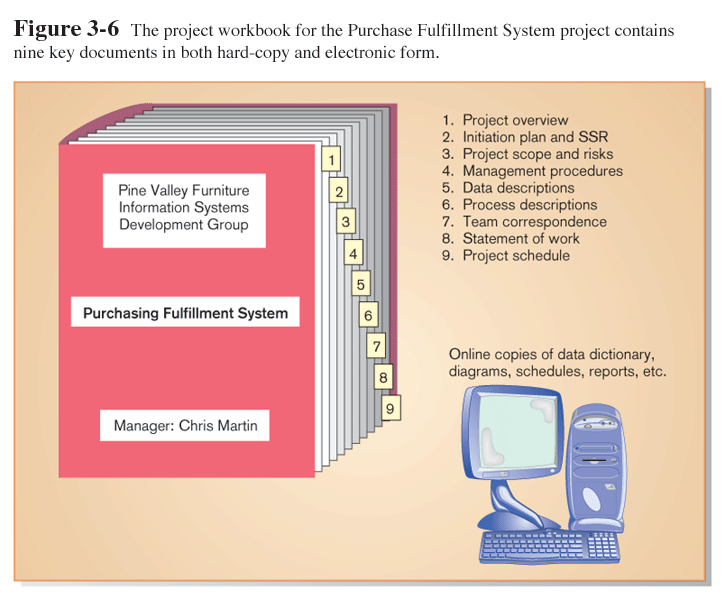 Figure 3-6 The project workbook for the Purchase Fulfillment System project contains
nine key documents in both hard-copy and electronic form.
Pine Valley Furniture
Information Systems
Development Group
Purchasing Fulfillment System
Manager: Chris Martin
1
2
3
4
5
6
7
8
9
1. Project overview
2. Initiation plan and SSR
3. Project scope and risks
4. Management procedures
5. Data descriptions
6. Process descriptions
7. Team correspondence
8. Statement of work
9. Project schedule
Online copies of data dictionary,
diagrams, schedules, reports, etc.